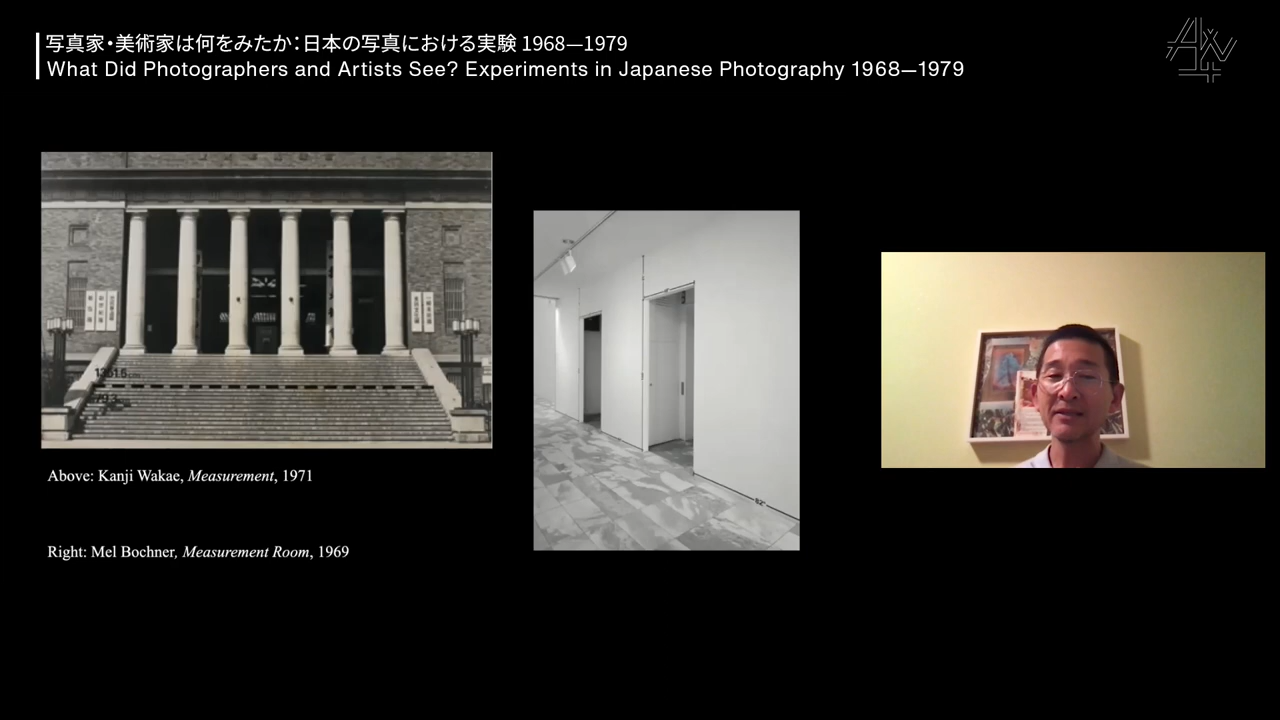 写真家・美術家は何をみたか：日本の写真における実験 1968—1979
What Did Photographers and Artists See? Experiments in Japanese Photography 1968—1979
Above: Kanji Wakae, Measurement, 1971
Right: Mel Bochner, Measurement Room, 1969